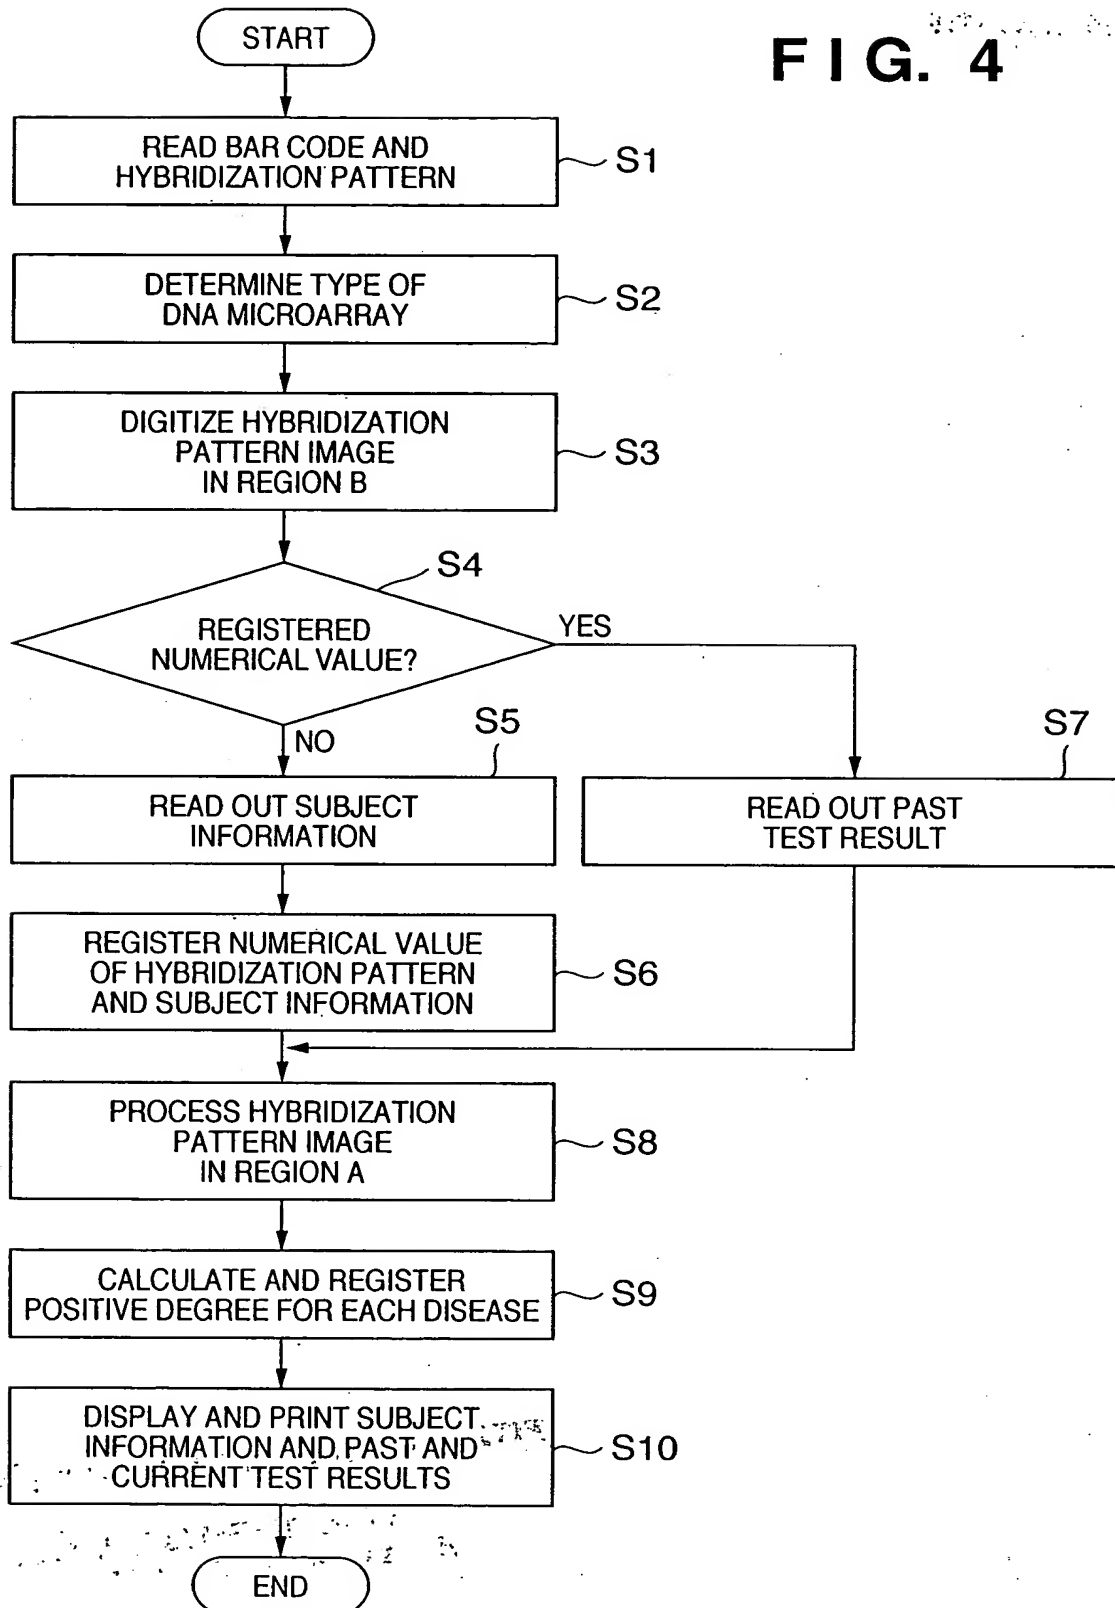 START
FIG. 4
READ BAR CODE AND
HYBRIDIZATION PATTERN
S1
DETERMINE TYPE OF
DNA MICROARRAY
S2
DIGITIZE HYBRIDIZATION
PATTERN IMAGE
IN REGION B
S3
S4
REGISTERED
NUMERICAL VALUE?
YES
NO
S5
READ OUT SUBJECT
INFORMATION
S7
READ OUT PAST
TEST RESULT
REGISTER NUMERICAL VALUE
OF HYBRIDIZATION PATTERN
AND SUBJECT INFORMATION
S6
PROCESS HYBRIDIZATION
PATTERN IMAGE
IN REGION A
S8
CALCULATE AND REGISTER
POSITIVE DEGREE FOR EACH DISEASE
S9
DISPLAY AND PRINT SUBJECT
INFORMATION AND PAST AND
CURRENT TEST RESULTS
S10
END